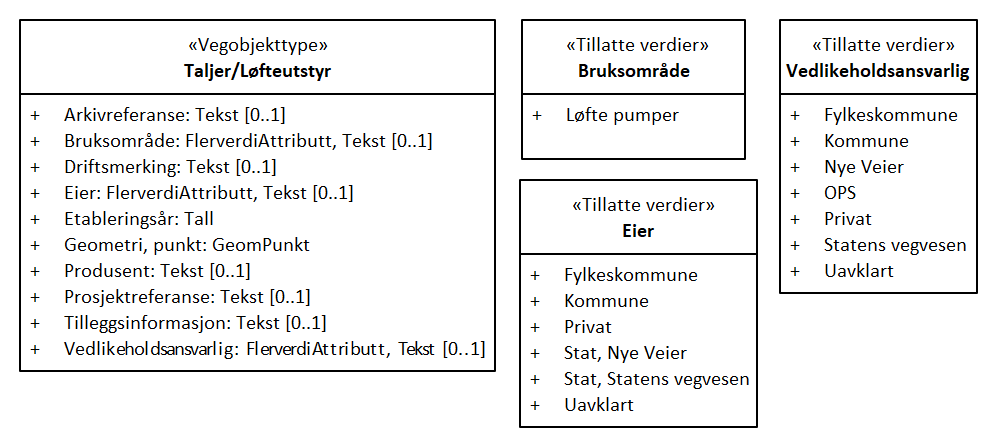 «Vegobjekttype»
Taljer/Løfteutstyr
+ Arkivreferanse: Tekst [0..1]
+ Bruksområde: FlerverdiAttributt, Tekst [0..1]
+ Driftsmerking: Tekst [0..1]
+ Eier: FlerverdiAttributt, Tekst [0..1]
+ Etableringsår: Tall
+ Geometri, punkt: GeomPunkt
+ Produsent: Tekst [0..1]
+ Prosjektreferanse: Tekst [0..1]
+ Tilleggsinformasjon: Tekst [0..1]
+ Vedlikeholdsansvarlig: FlerverdiAttributt, Tekst [0..1]
«Tillatte verdier»
Bruksområde
+ Løfte pumper
«Tillatte verdier»
Eier
+ Fylkeskommune
+ Kommune
+ Privat
+ Stat, Nye Veier
+ Stat, Statens vegvesen
+ Uavklart
«Tillatte verdier»
Vedlikeholdsansvarlig
+ Fylkeskommune
+ Kommune
+ Nye Veier
+ OPS
+ Privat
+ Statens vegvesen
+ Uavklart